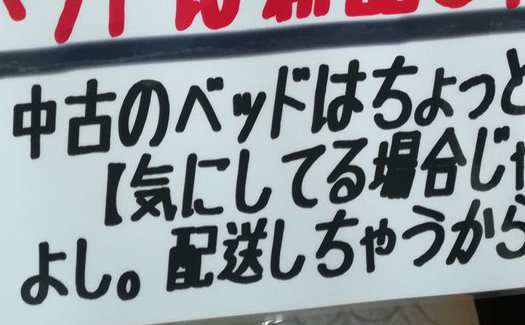 中古のベッドはちょっと
【気にしてる場合じゃ
よし。配送しちゃうから